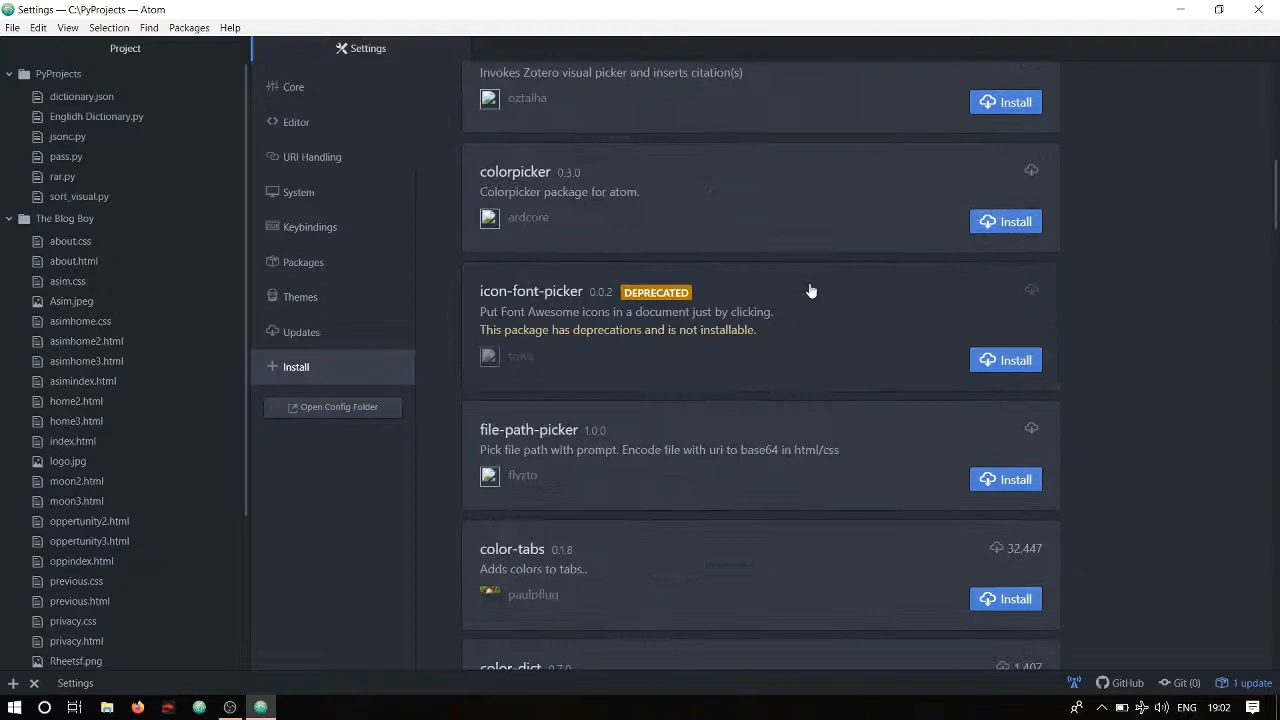 Settings — C:\PyProjects — Atom
File Edit View Selection Find Packages Help
Project
PyProjects
dictionary.json
Englidh Dictionary.py
jsonc.py
pass.py
rar.py
sort_visual.py
The Blog Boy
about.css
about.html
asim.css
Asim.jpeg
asimhome.css
asimhome2.html
asimhome3.html
asimindex.html
home2.html
home3.html
index.html
logo.jpg
moon2.html
moon3.html
oppertunity2.html
oppertunity3.html
oppindex.html
previous.css
previous.html
privacy.css
privacy.html
Rheetsf.png
Settings
Core
Editor
URI Handling
System
Keybindings
Packages
Themes
Updates
Install
Open Config Folder
Invokes Zotero visual picker and inserts citation(s)
oztalha
Install
colorpicker 0.3.0
Colorpicker package for atom.
ardcore
Install
icon-font-picker 0.0.2 DEPRECATED
Put Font Awesome icons in a document just by clicking.
This package has deprecations and is not installable.
Install
file-path-picker 1.0.0
Pick file path with prompt. Encode file with uri to base64 in html/css
flyzto
Install
color-tabs 0.1.8 32,447
Adds colors to tabs..
paulpflug
Install
color-dict 0.7.0 1,407
Settings
GitHub Git (0) 1 update
ENG 19:02